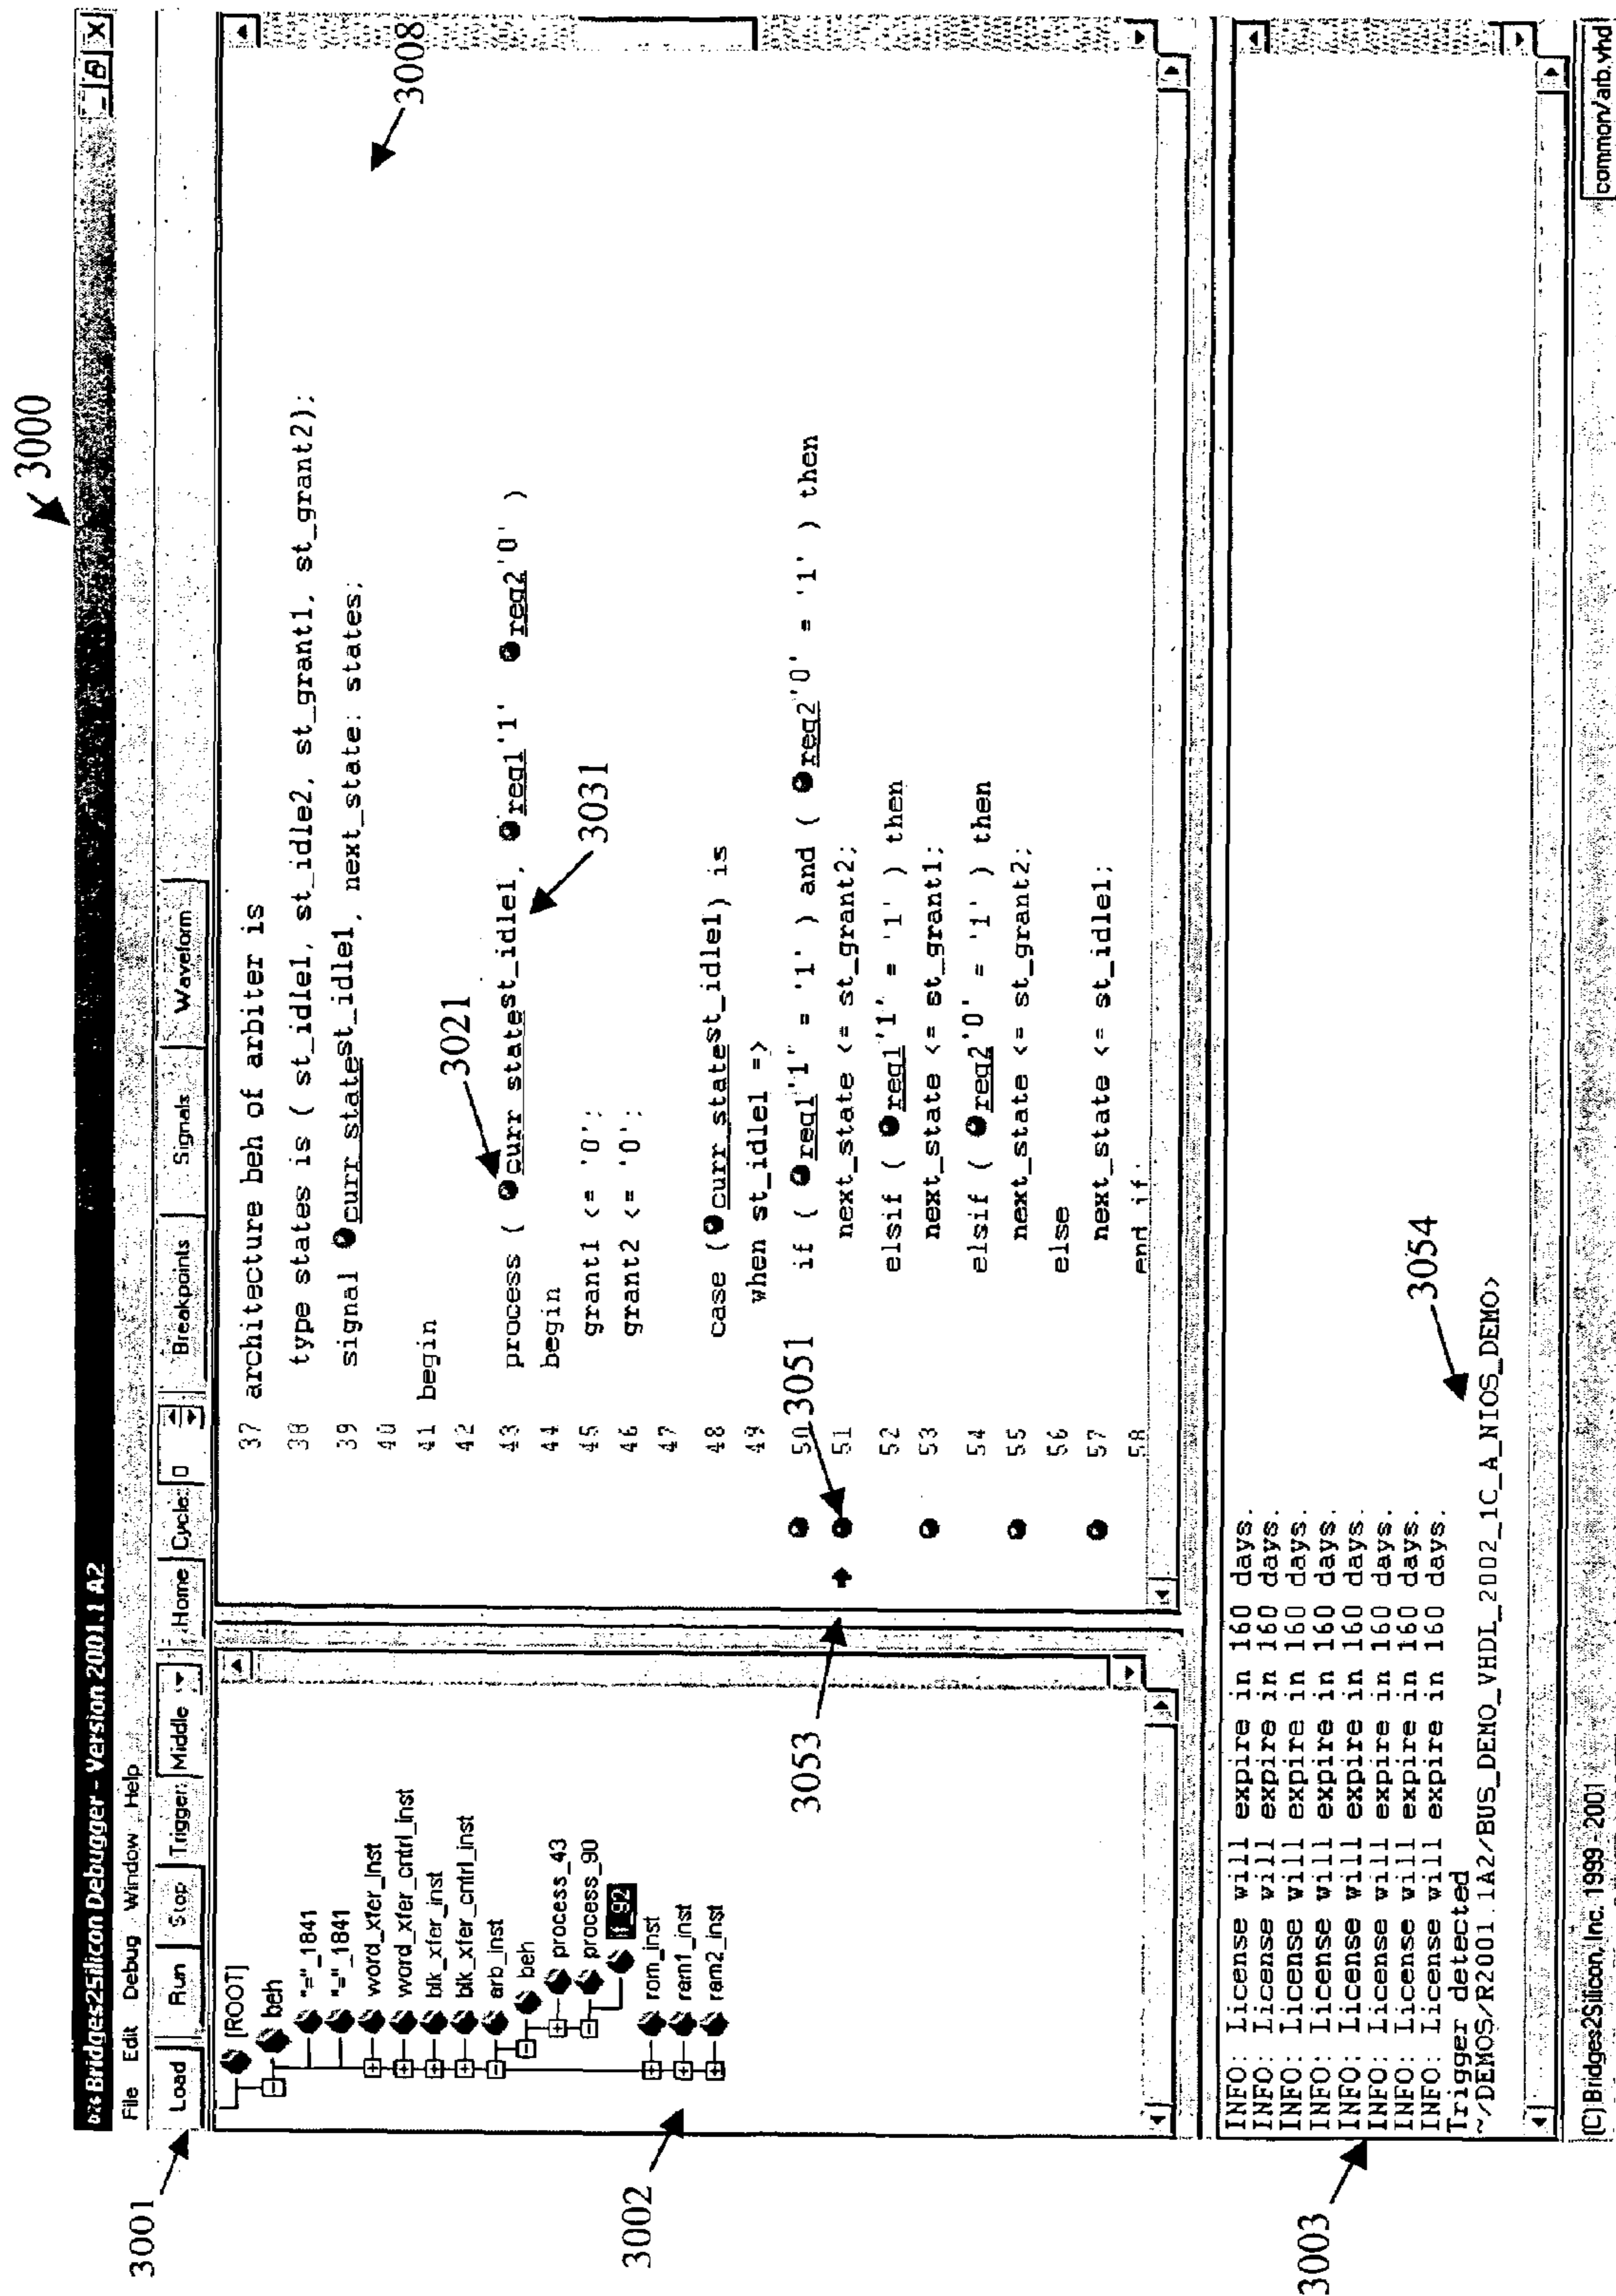 3000
b2s Bridges2Silicon Debugger - Version 2001.1 A2
File Edit Debug Window Help
3001
Load Run Stop Trigger: Middle Home Cycle: 0 Breakpoints Signals Waveform
[ROOT]
beh
"="_1841
"="_1841
word_xfer_inst
word_xfer_cntrl_inst
blk_xfer_inst
blk_xfer_cntrl_inst
arb_inst
beh
process_43
process_90
if_92
rom_inst
ram1_inst
ram2_inst
3002
3008
37 architecture beh of arbiter is
38 type states is ( st_idle1, st_idle2, st_grant1, st_grant2);
39 signal curr_state st_idle1, next_state: states;
40
41 begin
3021
42
43 process ( curr_state st_idle1, req1 '1' req2 '0' )
44 begin
3031
45 grant1 <= '0';
46 grant2 <= '0';
47
48 case ( curr_state st_idle1) is
49 when st_idle1 =>
50 if ( req1 '1' = '1' ) and ( req2 '0' = '1' ) then
3051
51 next_state <= st_grant2;
52 elsif ( req1 '1' = '1' ) then
53 next_state <= st_grant1;
54 elsif ( req2 '0' = '1' ) then
55 next_state <= st_grant2;
56 else
57 next_state <= st_idle1;
58 end if;
3053
INFO: License will expire in 160 days.
INFO: License will expire in 160 days.
INFO: License will expire in 160 days.
INFO: License will expire in 160 days.
INFO: License will expire in 160 days.
INFO: License will expire in 160 days.
INFO: License will expire in 160 days.
INFO: License will expire in 160 days.
Trigger detected
~/DEMOS/R2001.1A2/BUS_DEMO_VHDL_2002_1C_A_NIOS_DEMO>
3054
3003
(C) Bridges2Silicon, Inc. 1999 - 2001
common/arb.vhd